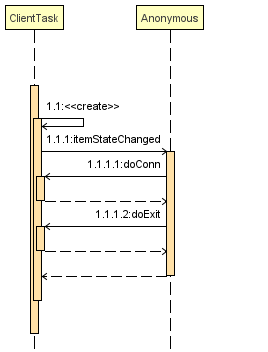 ClientTask
Anonymous
1.1:<<create>>
1.1.1:itemStateChanged
1.1.1.1:doConn
1.1.1.2:doExit